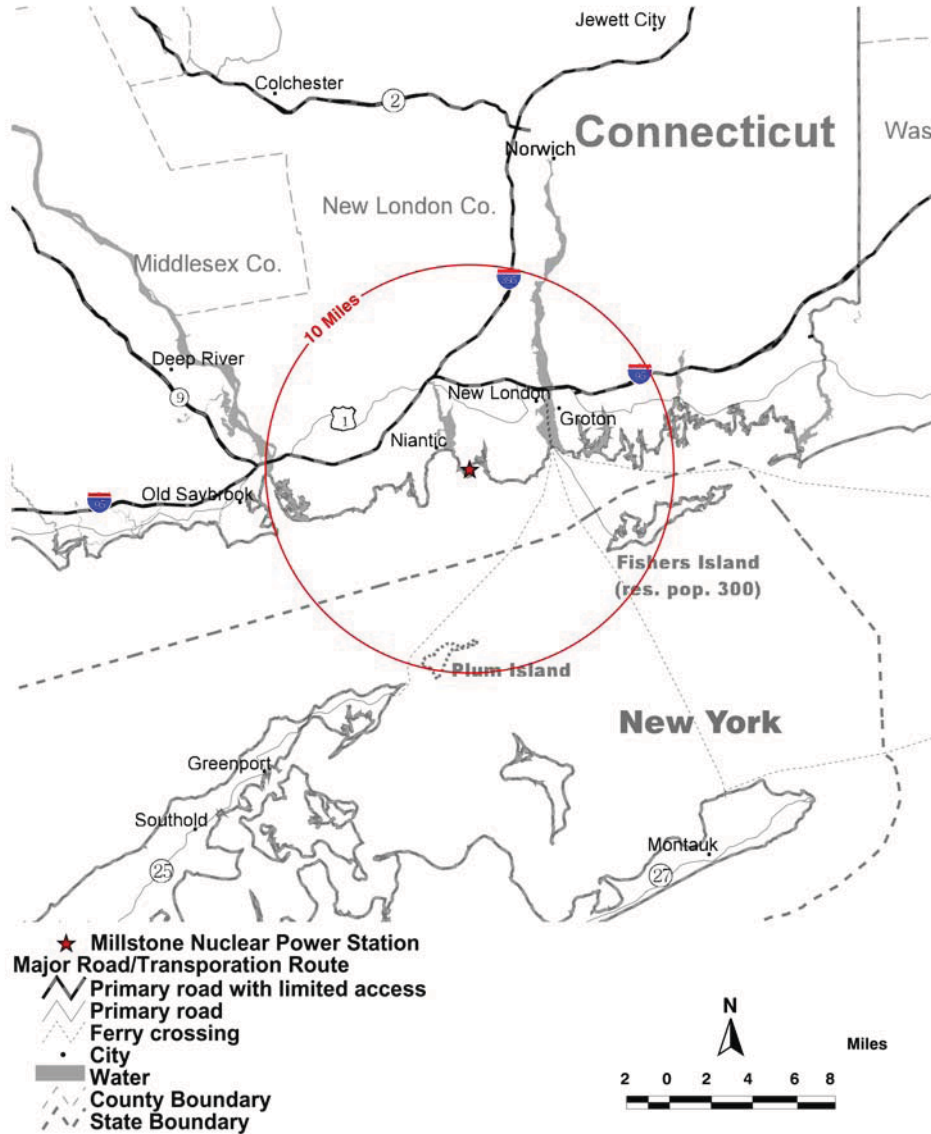 Jewett City
Colchester
2
Connecticut
Norwich
Was
New London Co.
Middlesex Co.
10 Miles
Deep River
9
New London
1
Groton
Niantic
Old Saybrook
Fishers Island
(res. pop. 300)
Plum Island
New York
Greenport
Southold
Montauk
25
27
Millstone Nuclear Power Station
Major Road/Transporation Route
Primary road with limited access
Primary road
Ferry crossing
City
Water
County Boundary
State Boundary
N
Miles
2 0 2 4 6 8